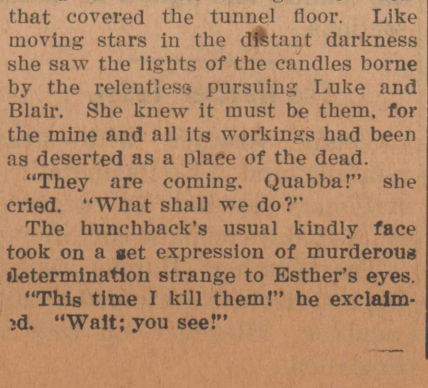 that covered the tunnel floor. Like
moving stars in the distant darkness
she saw the lights of the candles borne
by the relentless pursuing Luke and
Blair. She knew it must be them, for
the mine and all its workings had been
as deserted as a place of the dead.
"They are coming, Quabba!" she
cried. "What shall we do?"
The hunchback's usual kindly face
took on a set expression of murderous
determination strange to Esther's eyes.
"This time I kill them!" he exclaim-
ed. "Wait; you see!"